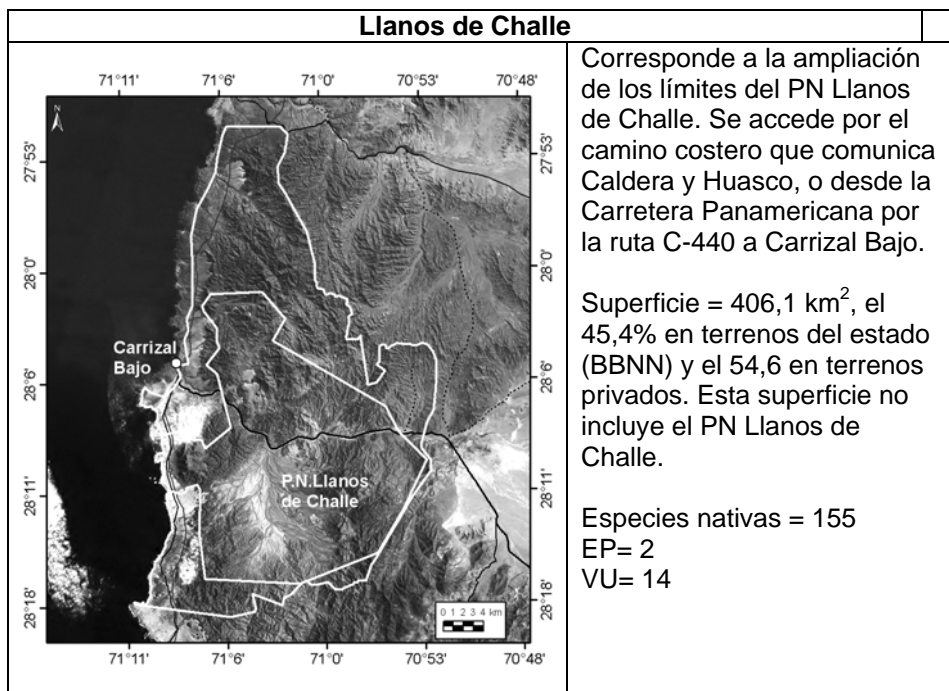 Llanos de Challe
71°11' 71°6' 71°0' 70°53' 70°48'
N
27°53' 27°53'
28°0' 28°0'
Carrizal
Bajo
28°6' 28°6'
P.N.Llanos
de Challe
28°11' 28°11'
28°18' 28°18'
0 1 2 3 4 km
71°11' 71°6' 71°0' 70°53' 70°48'
Corresponde a la ampliación
de los límites del PN Llanos
de Challe. Se accede por el
camino costero que comunica
Caldera y Huasco, o desde la
Carretera Panamericana por
la ruta C-440 a Carrizal Bajo.
Superficie = 406,1 km², el
45,4% en terrenos del estado
(BBNN) y el 54,6 en terrenos
privados. Esta superficie no
incluye el PN Llanos de
Challe.
Especies nativas = 155
EP= 2
VU= 14